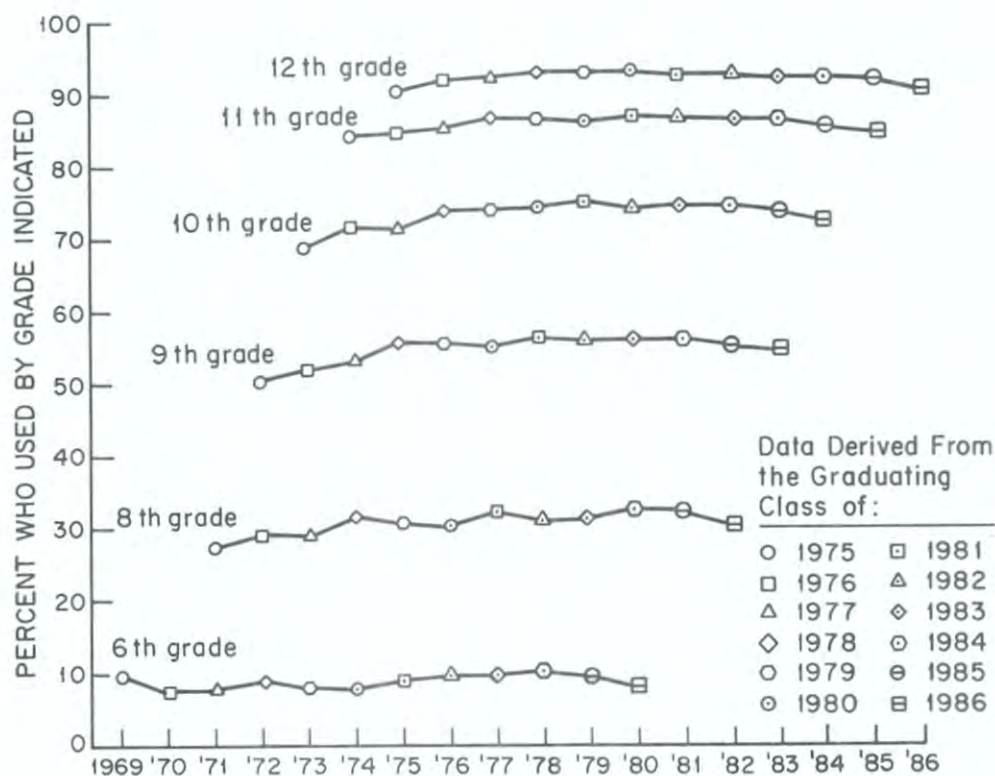 PERCENT WHO USED BY GRADE INDICATED
100
90
80
70
60
50
40
30
20
10
0
12 th grade
11 th grade
10 th grade
9 th grade
8 th grade
6 th grade
Data Derived From
the Graduating
Class of:
1975 1981
1976 1982
1977 1983
1978 1984
1979 1985
1980 1986
1969 '70 '71 '72 '73 '74 '75 '76 '77 '78 '79 '80 '81 '82 '83 '84 '85 '86